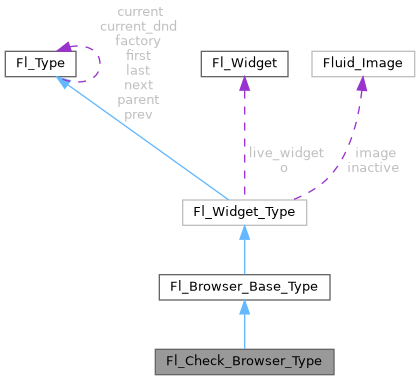 current
current_dnd
factory
first
last
next
parent
prev
Fl_Type
Fl_Widget
Fluid_Image
live_widget
o
image
inactive
Fl_Widget_Type
Fl_Browser_Base_Type
Fl_Check_Browser_Type